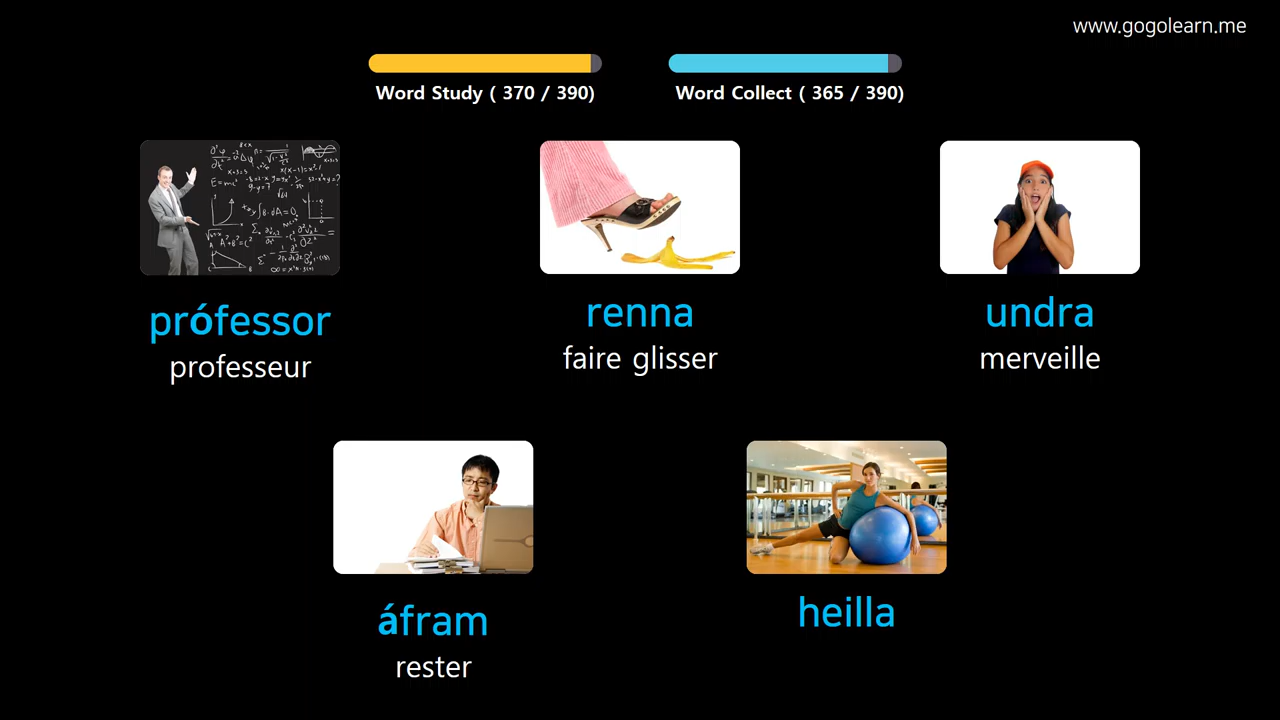 www.gogolearn.me
Word Study ( 370 / 390)
Word Collect ( 365 / 390)
prófessor
professeur
renna
faire glisser
undra
merveille
áfram
rester
heilla